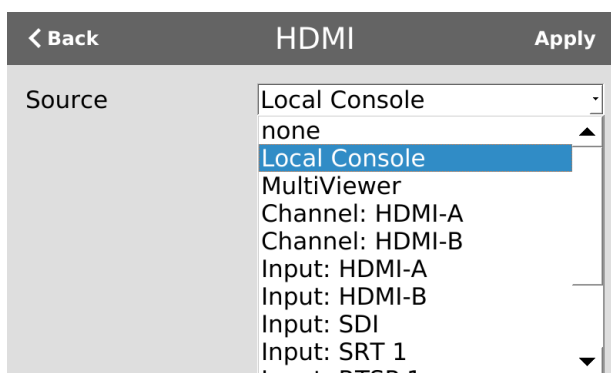 Back HDMI Apply
Source Local Console
none
Local Console
MultiViewer
Channel: HDMI-A
Channel: HDMI-B
Input: HDMI-A
Input: HDMI-B
Input: SDI
Input: SRT 1